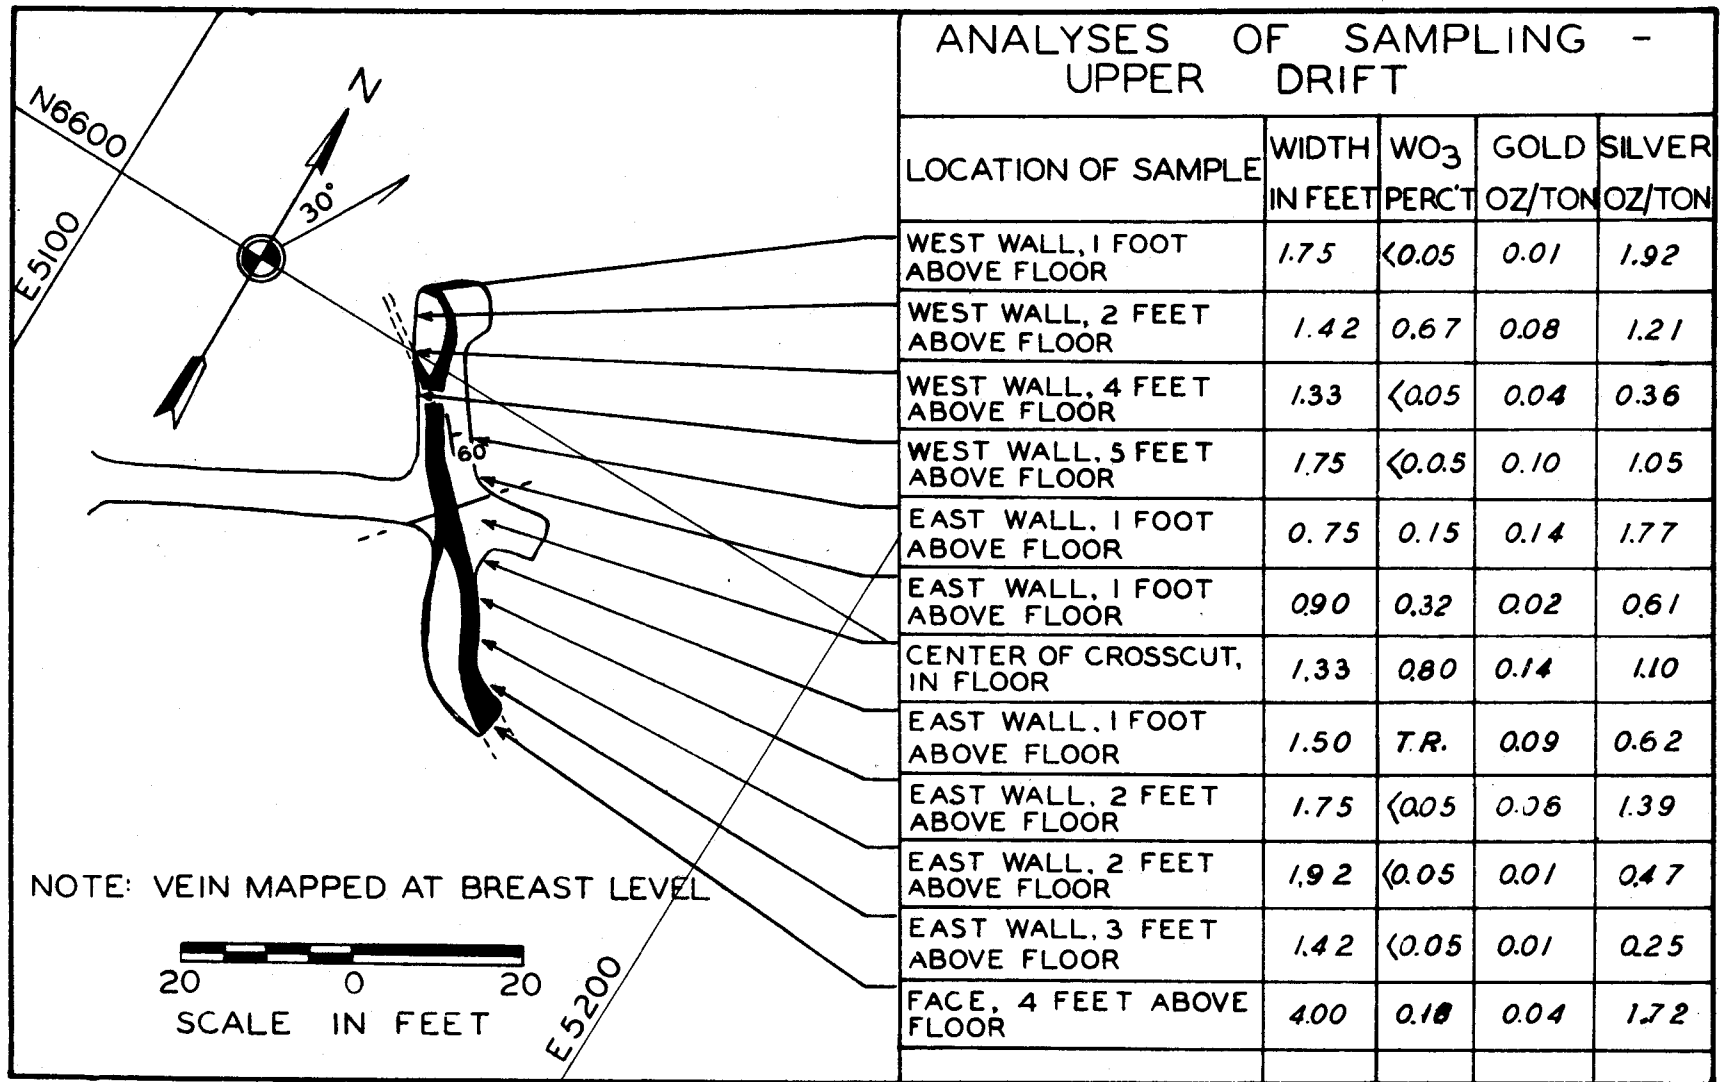 ANALYSES OF SAMPLING -
UPPER DRIFT
LOCATION OF SAMPLE
WIDTH
IN FEET
WO3
PERC'T
GOLD
OZ/TON
SILVER
OZ/TON
WEST WALL, 1 FOOT
ABOVE FLOOR
1.75 <0.05 0.01 1.92
WEST WALL, 2 FEET
ABOVE FLOOR
1.42 0.67 0.08 1.21
WEST WALL, 4 FEET
ABOVE FLOOR
1.33 <0.05 0.04 0.36
WEST WALL, 5 FEET
ABOVE FLOOR
1.75 <0.05 0.10 1.05
EAST WALL, 1 FOOT
ABOVE FLOOR
0.75 0.15 0.14 1.77
EAST WALL, 1 FOOT
ABOVE FLOOR
0.90 0.32 0.02 0.61
CENTER OF CROSSCUT,
IN FLOOR
1.33 0.80 0.14 1.10
EAST WALL, 1 FOOT
ABOVE FLOOR
1.50 T.R. 0.09 0.62
EAST WALL, 2 FEET
ABOVE FLOOR
1.75 <0.05 0.06 1.39
EAST WALL, 2 FEET
ABOVE FLOOR
1.92 <0.05 0.01 0.47
EAST WALL, 3 FEET
ABOVE FLOOR
1.42 <0.05 0.01 0.25
FACE, 4 FEET ABOVE
FLOOR
4.00 0.18 0.04 1.72
N6600
E5100
N
30°
60
NOTE: VEIN MAPPED AT BREAST LEVEL
20 0 20
SCALE IN FEET
E5200